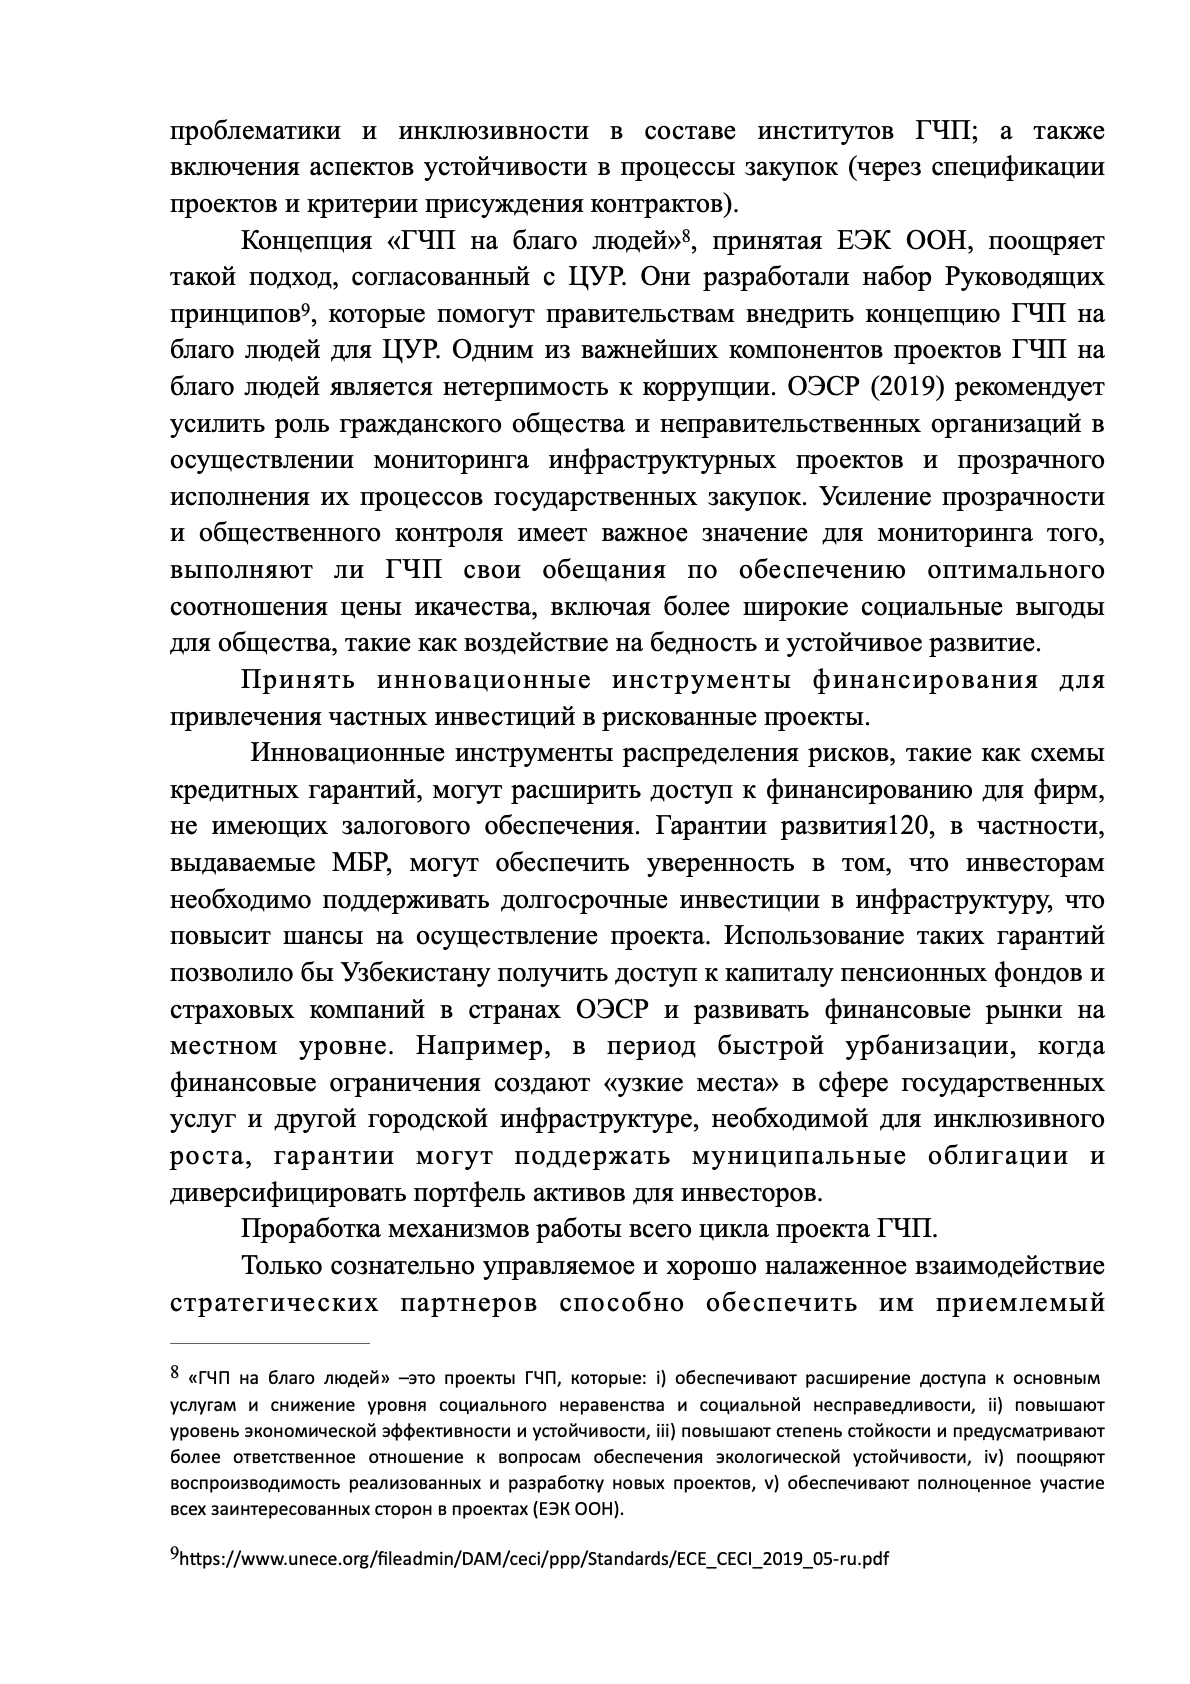 проблематики и инклюзивности в составе институтов ГЧП; а также
включения аспектов устойчивости в процессы закупок (через спецификации
проектов и критерии присуждения контрактов).
Концепция «ГЧП на благо людей»8, принятая ЕЭК ООН, поощряет
такой подход, согласованный с ЦУР. Они разработали набор Руководящих
принципов9, которые помогут правительствам внедрить концепцию ГЧП на
благо людей для ЦУР. Одним из важнейших компонентов проектов ГЧП на
благо людей является нетерпимость к коррупции. ОЭСР (2019) рекомендует
усилить роль гражданского общества и неправительственных организаций в
осуществлении мониторинга инфраструктурных проектов и прозрачного
исполнения их процессов государственных закупок. Усиление прозрачности
и общественного контроля имеет важное значение для мониторинга того,
выполняют ли ГЧП свои обещания по обеспечению оптимального
соотношения цены икачества, включая более широкие социальные выгоды
для общества, такие как воздействие на бедность и устойчивое развитие.
Принять инновационные инструменты финансирования для
привлечения частных инвестиций в рискованные проекты.
Инновационные инструменты распределения рисков, такие как схемы
кредитных гарантий, могут расширить доступ к финансированию для фирм,
не имеющих залогового обеспечения. Гарантии развития120, в частности,
выдаваемые МБР, могут обеспечить уверенность в том, что инвесторам
необходимо поддерживать долгосрочные инвестиции в инфраструктуру, что
повысит шансы на осуществление проекта. Использование таких гарантий
позволило бы Узбекистану получить доступ к капиталу пенсионных фондов и
страховых компаний в странах ОЭСР и развивать финансовые рынки на
местном уровне. Например, в период быстрой урбанизации, когда
финансовые ограничения создают «узкие места» в сфере государственных
услуг и другой городской инфраструктуре, необходимой для инклюзивного
роста, гарантии могут поддержать муниципальные облигации и
диверсифицировать портфель активов для инвесторов.
Проработка механизмов работы всего цикла проекта ГЧП.
Только сознательно управляемое и хорошо налаженное взаимодействие
стратегических партнеров способно обеспечить им приемлемый
8 «ГЧП на благо людей» –это проекты ГЧП, которые: i) обеспечивают расширение доступа к основным
услугам и снижение уровня социального неравенства и социальной несправедливости, ii) повышают
уровень экономической эффективности и устойчивости, iii) повышают степень стойкости и предусматривают
более ответственное отношение к вопросам обеспечения экологической устойчивости, iv) поощряют
воспроизводимость реализованных и разработку новых проектов, v) обеспечивают полноценное участие
всех заинтересованных сторон в проектах (ЕЭК ООН).
9https://www.unece.org/fileadmin/DAM/ceci/ppp/Standards/ECE_CECI_2019_05-ru.pdf